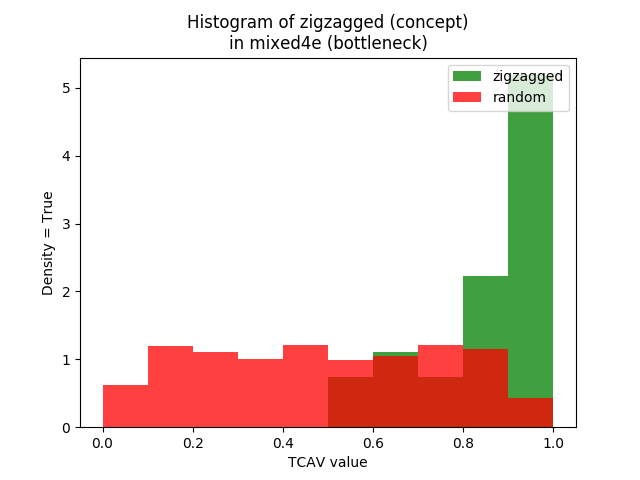 Histogram of zigzagged (concept)
in mixed4e (bottleneck)
zigzagged
random
Density = True
5
4
3
2
1
0
0.0 0.2 0.4 0.6 0.8 1.0
TCAV value